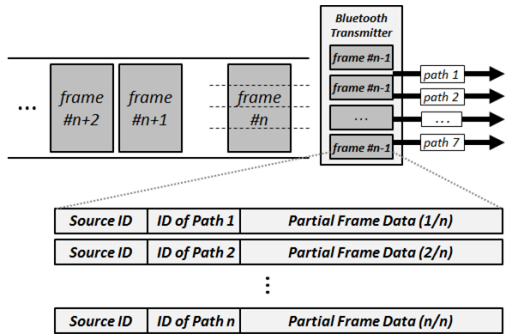 Bluetooth
Transmitter
frame #n-1
frame #n-1
...
frame #n-1
path 1
path 2
...
path 7
...
frame
#n+2
frame
#n+1
frame
#n
Source ID ID of Path 1 Partial Frame Data (1/n)
Source ID ID of Path 2 Partial Frame Data (2/n)
⋮
Source ID ID of Path n Partial Frame Data (n/n)